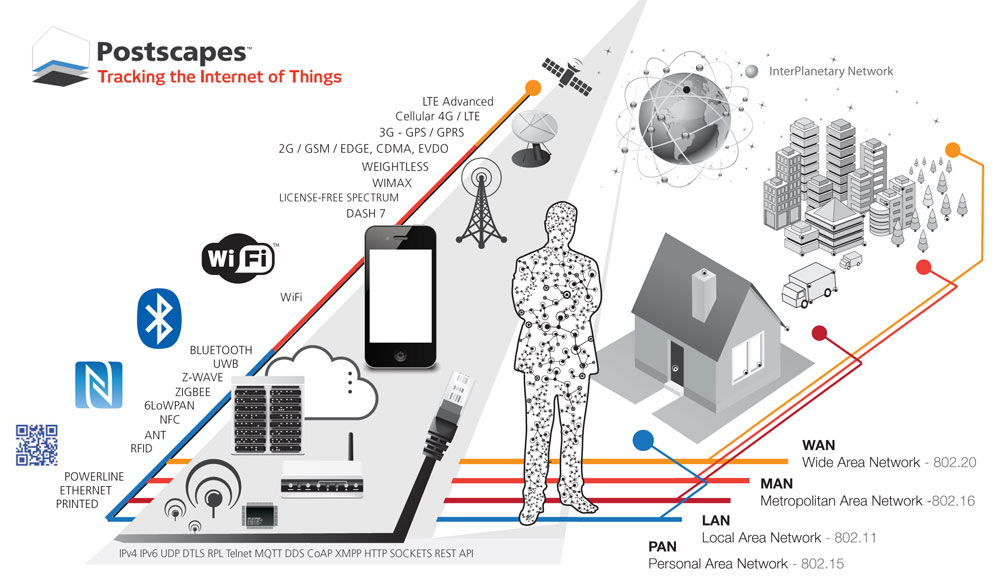 Postscapes™
Tracking the Internet of Things
InterPlanetary Network
LTE Advanced
Cellular 4G / LTE
3G - GPS / GPRS
2G / GSM / EDGE, CDMA, EVDO
WEIGHTLESS
WIMAX
LICENSE-FREE SPECTRUM
DASH 7
WiFi™
WiFi
BLUETOOTH
UWB
Z-WAVE
ZIGBEE
6LoWPAN
NFC
ANT
RFID
POWERLINE
ETHERNET
PRINTED
IPv4 IPv6 UDP DTLS RPL Telnet MQTT DDS CoAP XMPP HTTP SOCKETS REST API
WAN
Wide Area Network - 802.20
MAN
Metropolitan Area Network -802.16
LAN
Local Area Network - 802.11
PAN
Personal Area Network - 802.15